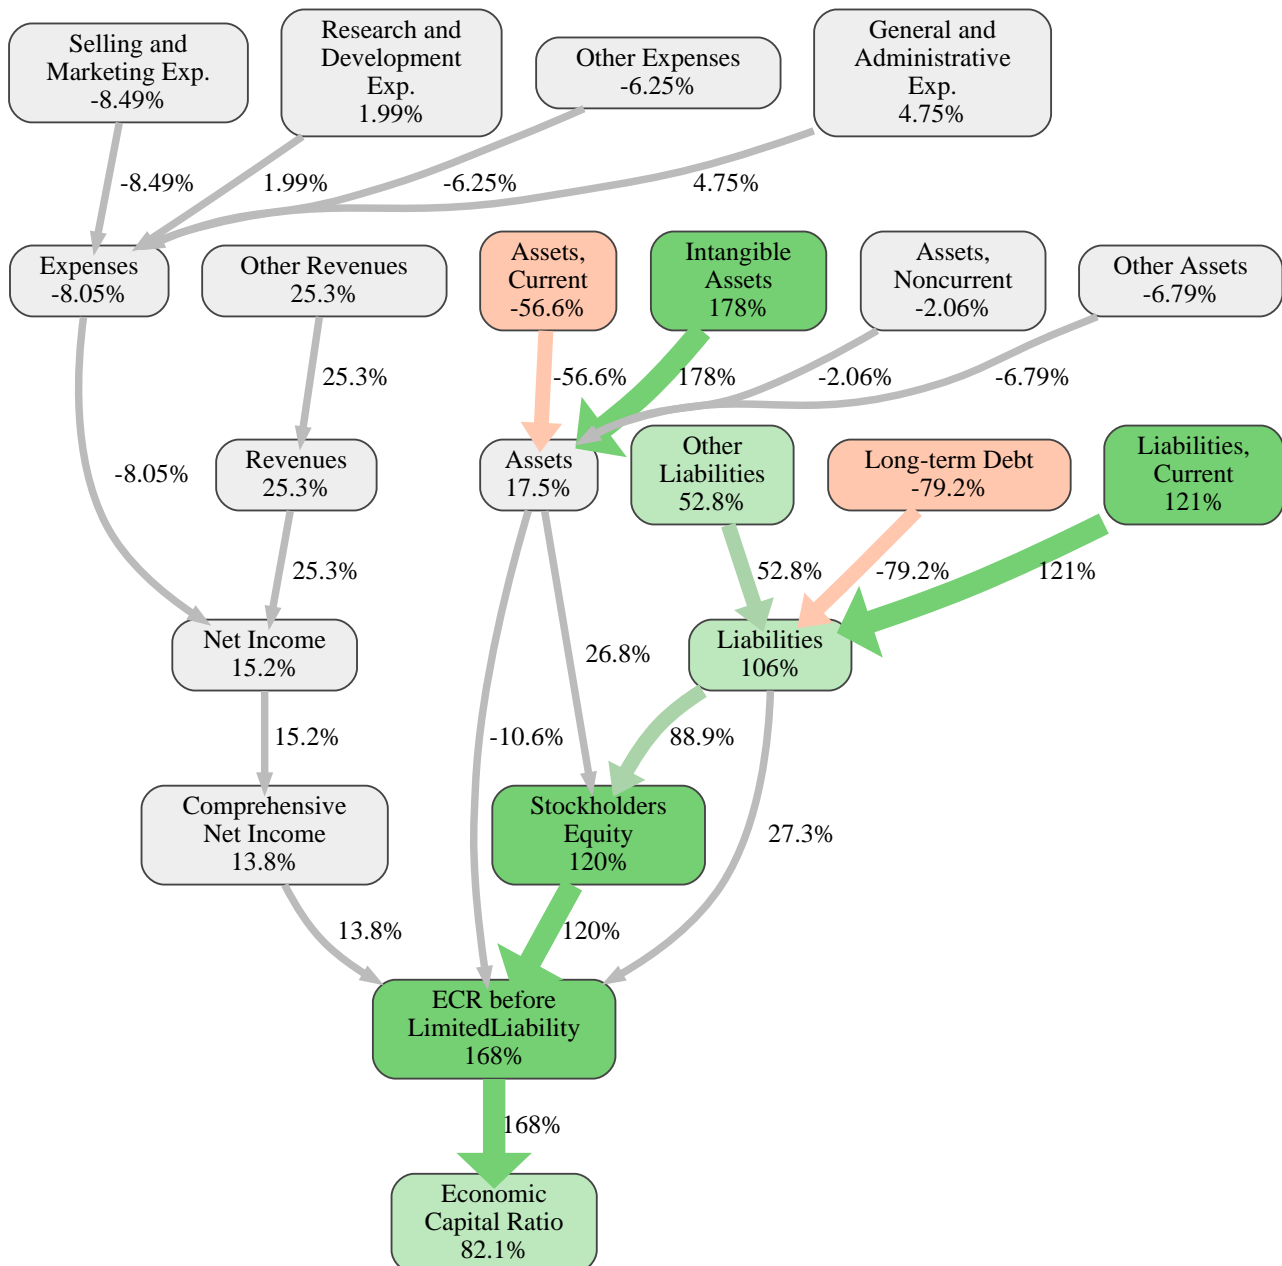 Selling and
Marketing Exp.
-8.49%
Research and
Development
Exp.
1.99%
Other Expenses
-6.25%
General and
Administrative
Exp.
4.75%
-8.49%
1.99%
-6.25%
4.75%
Expenses
-8.05%
Other Revenues
25.3%
Assets,
Current
-56.6%
Intangible
Assets
178%
Assets,
Noncurrent
-2.06%
Other Assets
-6.79%
25.3%
-56.6%
178%
-2.06%
-6.79%
-8.05%
Revenues
25.3%
Assets
17.5%
Other
Liabilities
52.8%
Long-term Debt
-79.2%
Liabilities,
Current
121%
25.3%
52.8%
-79.2%
121%
Net Income
15.2%
26.8%
Liabilities
106%
15.2%
-10.6%
88.9%
Comprehensive
Net Income
13.8%
Stockholders
Equity
120%
27.3%
13.8%
120%
ECR before
LimitedLiability
168%
168%
Economic
Capital Ratio
82.1%